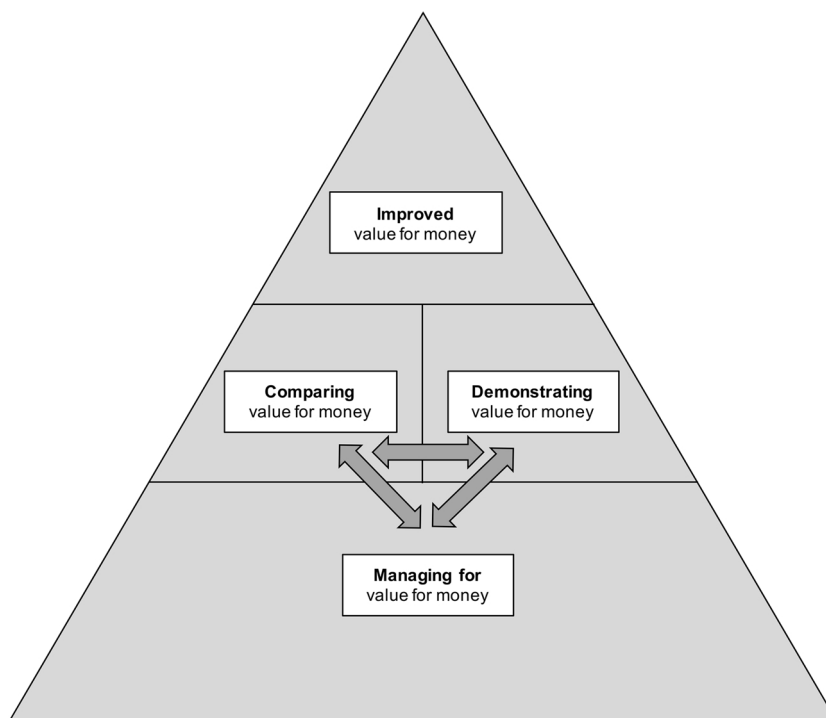 Improved
value for money
Comparing
value for money
Demonstrating
value for money
Managing for
value for money